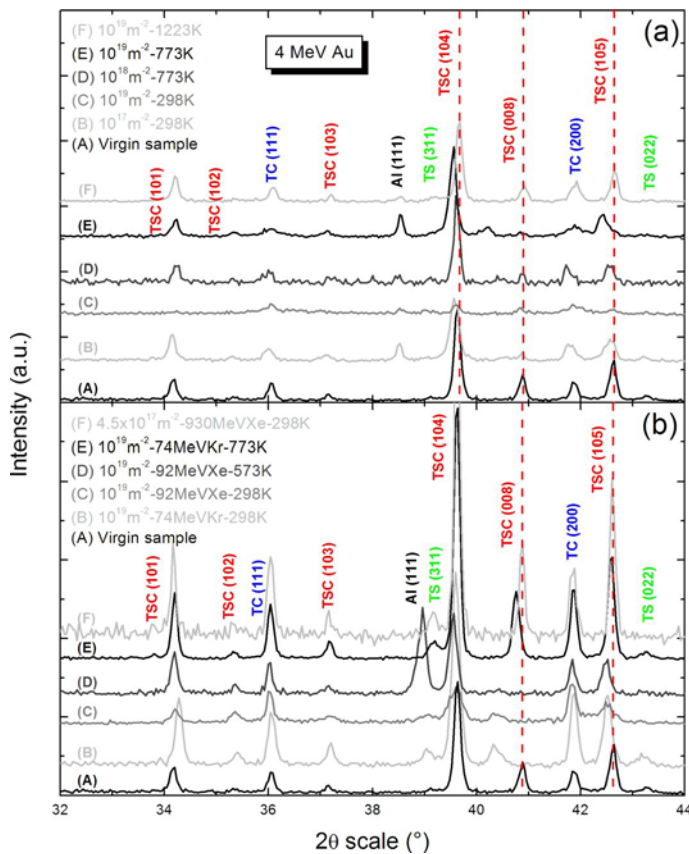 (F) 10¹⁹m⁻²-1223K
(E) 10¹⁹m⁻²-773K
(D) 10¹⁸m⁻²-773K
(C) 10¹⁹m⁻²-298K
(B) 10¹⁷m⁻²-298K
(A) Virgin sample
4 MeV Au
(a)
TSC (101)
TSC (102)
TC (111)
TSC (103)
Al (111)
TS (311)
TSC (104)
TSC (008)
TC (200)
TSC (105)
TS (022)
(F)
(E)
(D)
(C)
(B)
(A)
Intensity (a.u.)
(F) 4.5x10¹⁷m⁻²-930MeVXe-298K
(E) 10¹⁹m⁻²-74MeVKr-773K
(D) 10¹⁹m⁻²-92MeVXe-573K
(C) 10¹⁹m⁻²-92MeVXe-298K
(B) 10¹⁹m⁻²-74MeVKr-298K
(A) Virgin sample
(b)
TSC (101)
TSC (102)
TC (111)
TSC (103)
Al (111)
TS (311)
TSC (104)
TSC (008)
TC (200)
TSC (105)
TS (022)
(F)
(E)
(D)
(C)
(B)
(A)
32 34 36 38 40 42 44
2θ scale (°)